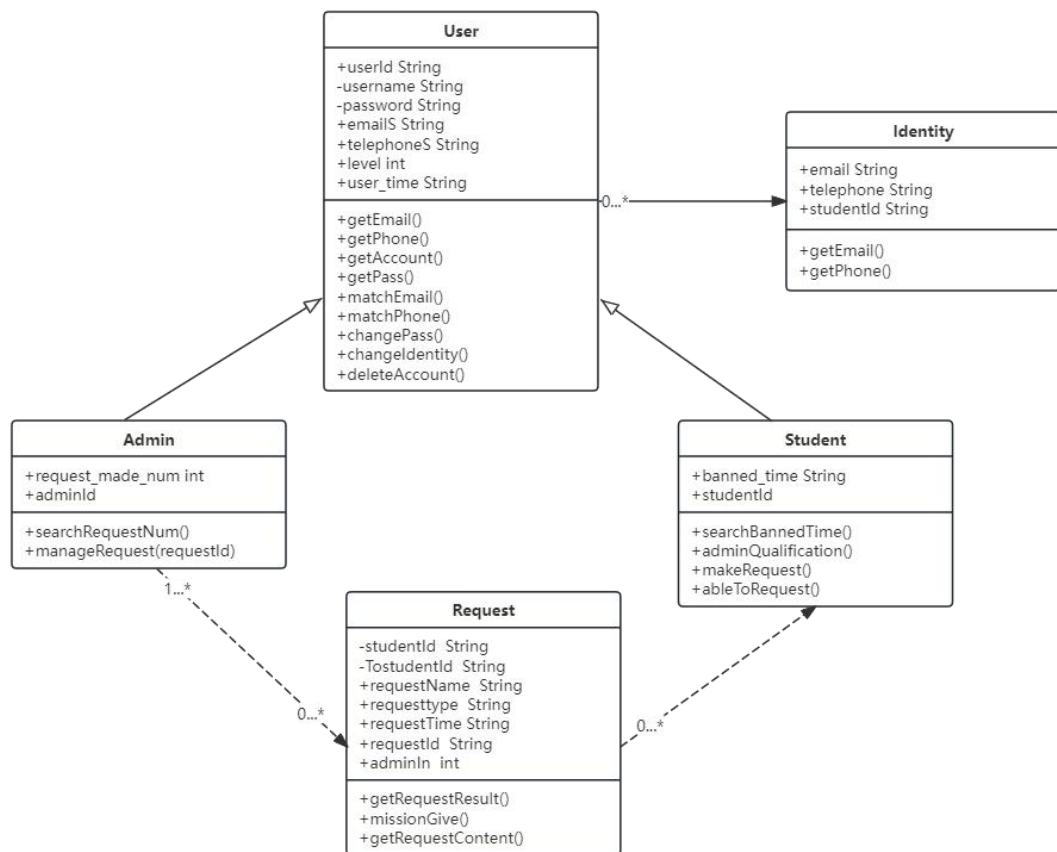 User
+userId String
-username String
-password String
+emailS String
+telephoneS String
+level int
+user_time String
+getEmail()
+getPhone()
+getAccount()
+getPass()
+matchEmail()
+matchPhone()
+changePass()
+changeIdentity()
+deleteAccount()
0...*
Identity
+email String
+telephone String
+studentId String
+getEmail()
+getPhone()
Admin
+request_made_num int
+adminId
+searchRequestNum()
+manageRequest(requestId)
Student
+banned_time String
+studentId
+searchBannedTime()
+adminQualification()
+makeRequest()
+ableToRequest()
1...*
0...*
Request
-studentId String
-TostudentId String
+requestName String
+requesttype String
+requestTime String
+requestId String
+adminIn int
+getRequestResult()
+missionGive()
+getRequestContent()
0...*